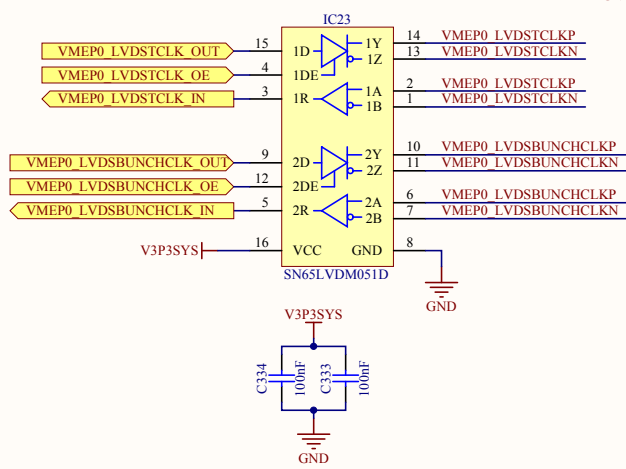 IC23
VMEP0_LVDSTCLK_OUT 15 1D 1Y 14 VMEP0_LVDSTCLKP
1Z 13 VMEP0_LVDSTCLKN
VMEP0_LVDSTCLK_OE 4 1DE
VMEP0_LVDSTCLK_IN 3 1R 1A 2 VMEP0_LVDSTCLKP
1B 1 VMEP0_LVDSTCLKN
VMEP0_LVDSBUNCHCLK_OUT 9 2D 2Y 10 VMEP0_LVDSBUNCHCLKP
2Z 11 VMEP0_LVDSBUNCHCLKN
VMEP0_LVDSBUNCHCLK_OE 12 2DE
VMEP0_LVDSBUNCHCLK_IN 5 2R 2A 6 VMEP0_LVDSBUNCHCLKP
2B 7 VMEP0_LVDSBUNCHCLKN
V3P3SYS 16 VCC GND 8
SN65LVDM051D
GND
V3P3SYS
C334 100nF C333 100nF
GND